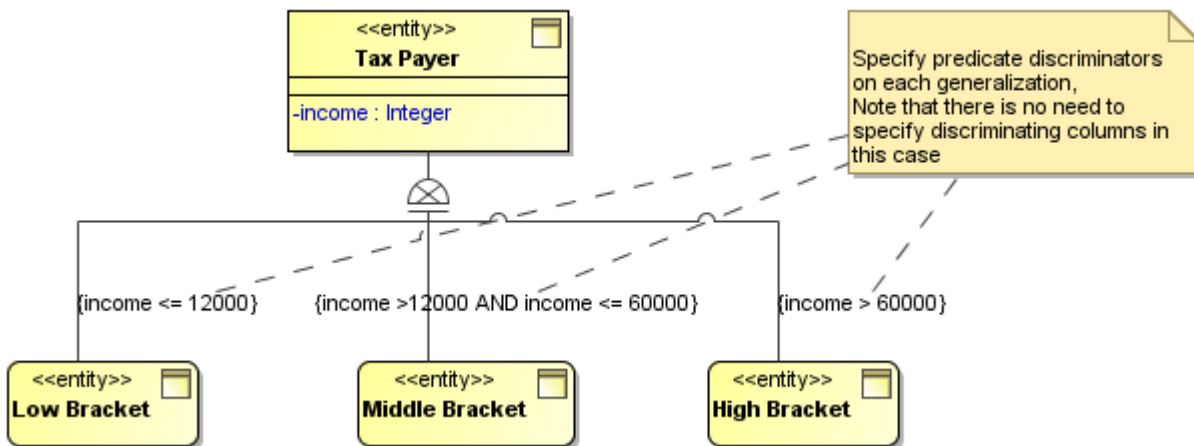 <<entity>>
Tax Payer
-income : Integer
Specify predicate discriminators
on each generalization,
Note that there is no need to
specify discriminating columns in
this case
{income <= 12000}
{income >12000 AND income <= 60000}
{income > 60000}
<<entity>>
Low Bracket
<<entity>>
Middle Bracket
<<entity>>
High Bracket